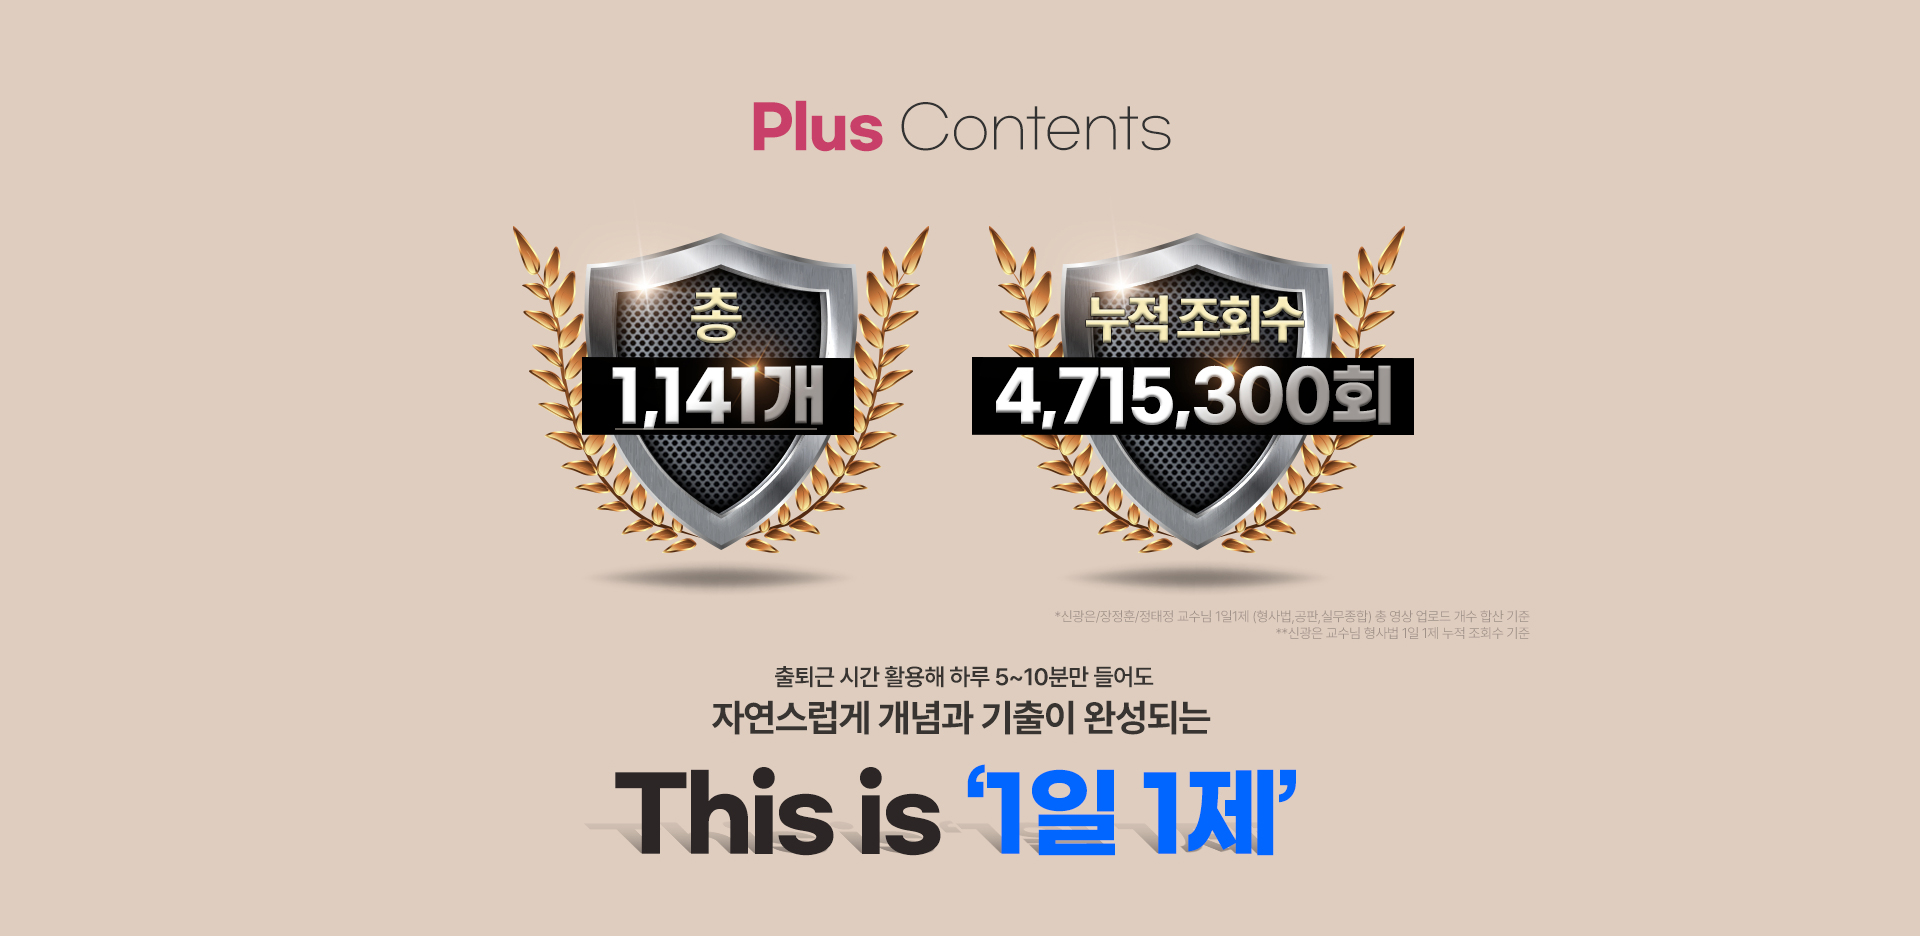 Plus Contents
총
1,141개
누적 조회수
4,715,300회
*신광은/장정훈/정태정 교수님 1일1제 (형사법,공판,실무종합) 총 영상 업로드 개수 합산 기준
**신광은 교수님 형사법 1일 1제 누적 조회수 기준
출퇴근 시간 활용해 하루 5~10분만 들어도
자연스럽게 개념과 기출이 완성되는
This is ‘1일 1제’